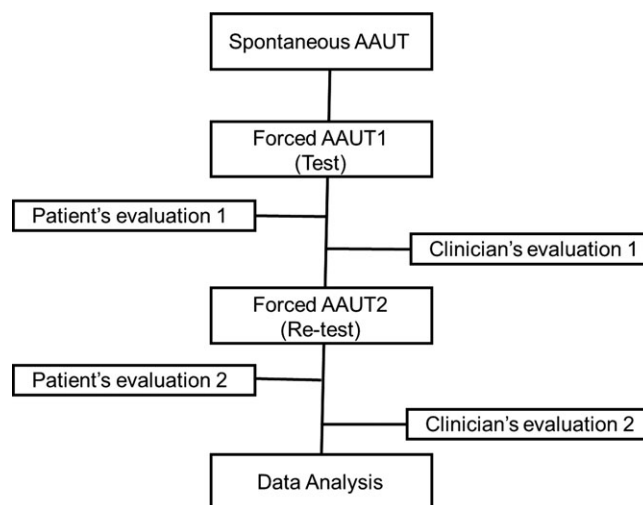 Spontaneous AAUT
Forced AAUT1
(Test)
Patient's evaluation 1
Clinician's evaluation 1
Forced AAUT2
(Re-test)
Patient's evaluation 2
Clinician's evaluation 2
Data Analysis